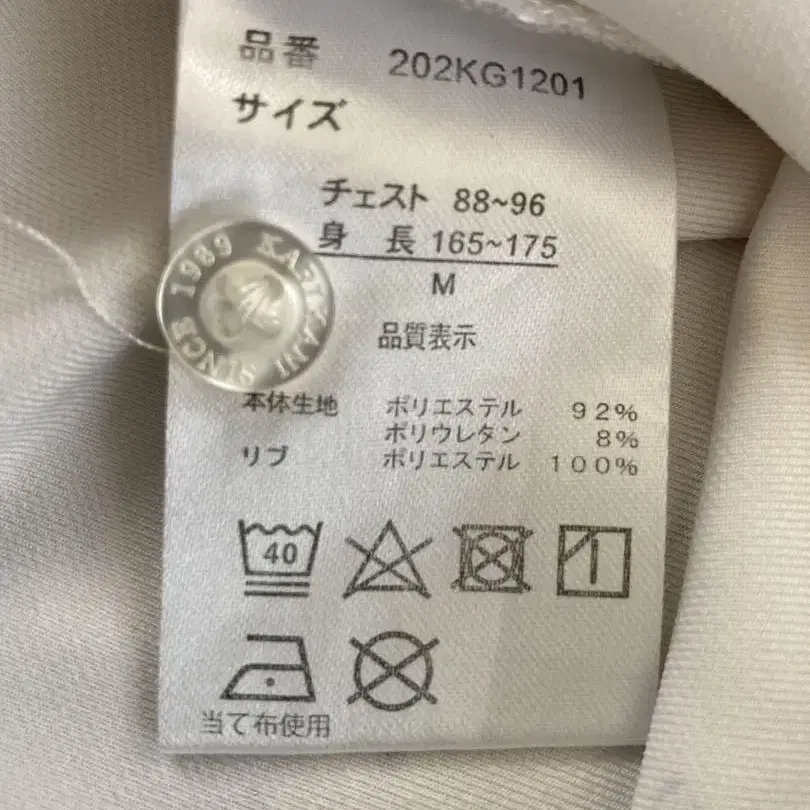 品番 202KG1201
サイズ
チェスト 88~96
身 長 165~175
M
SINCE 1989 KAJIKANI
品質表示
本体生地 ポリエステル 92%
ポリウレタン 8%
リブ ポリエステル 100%
40
当て布使用